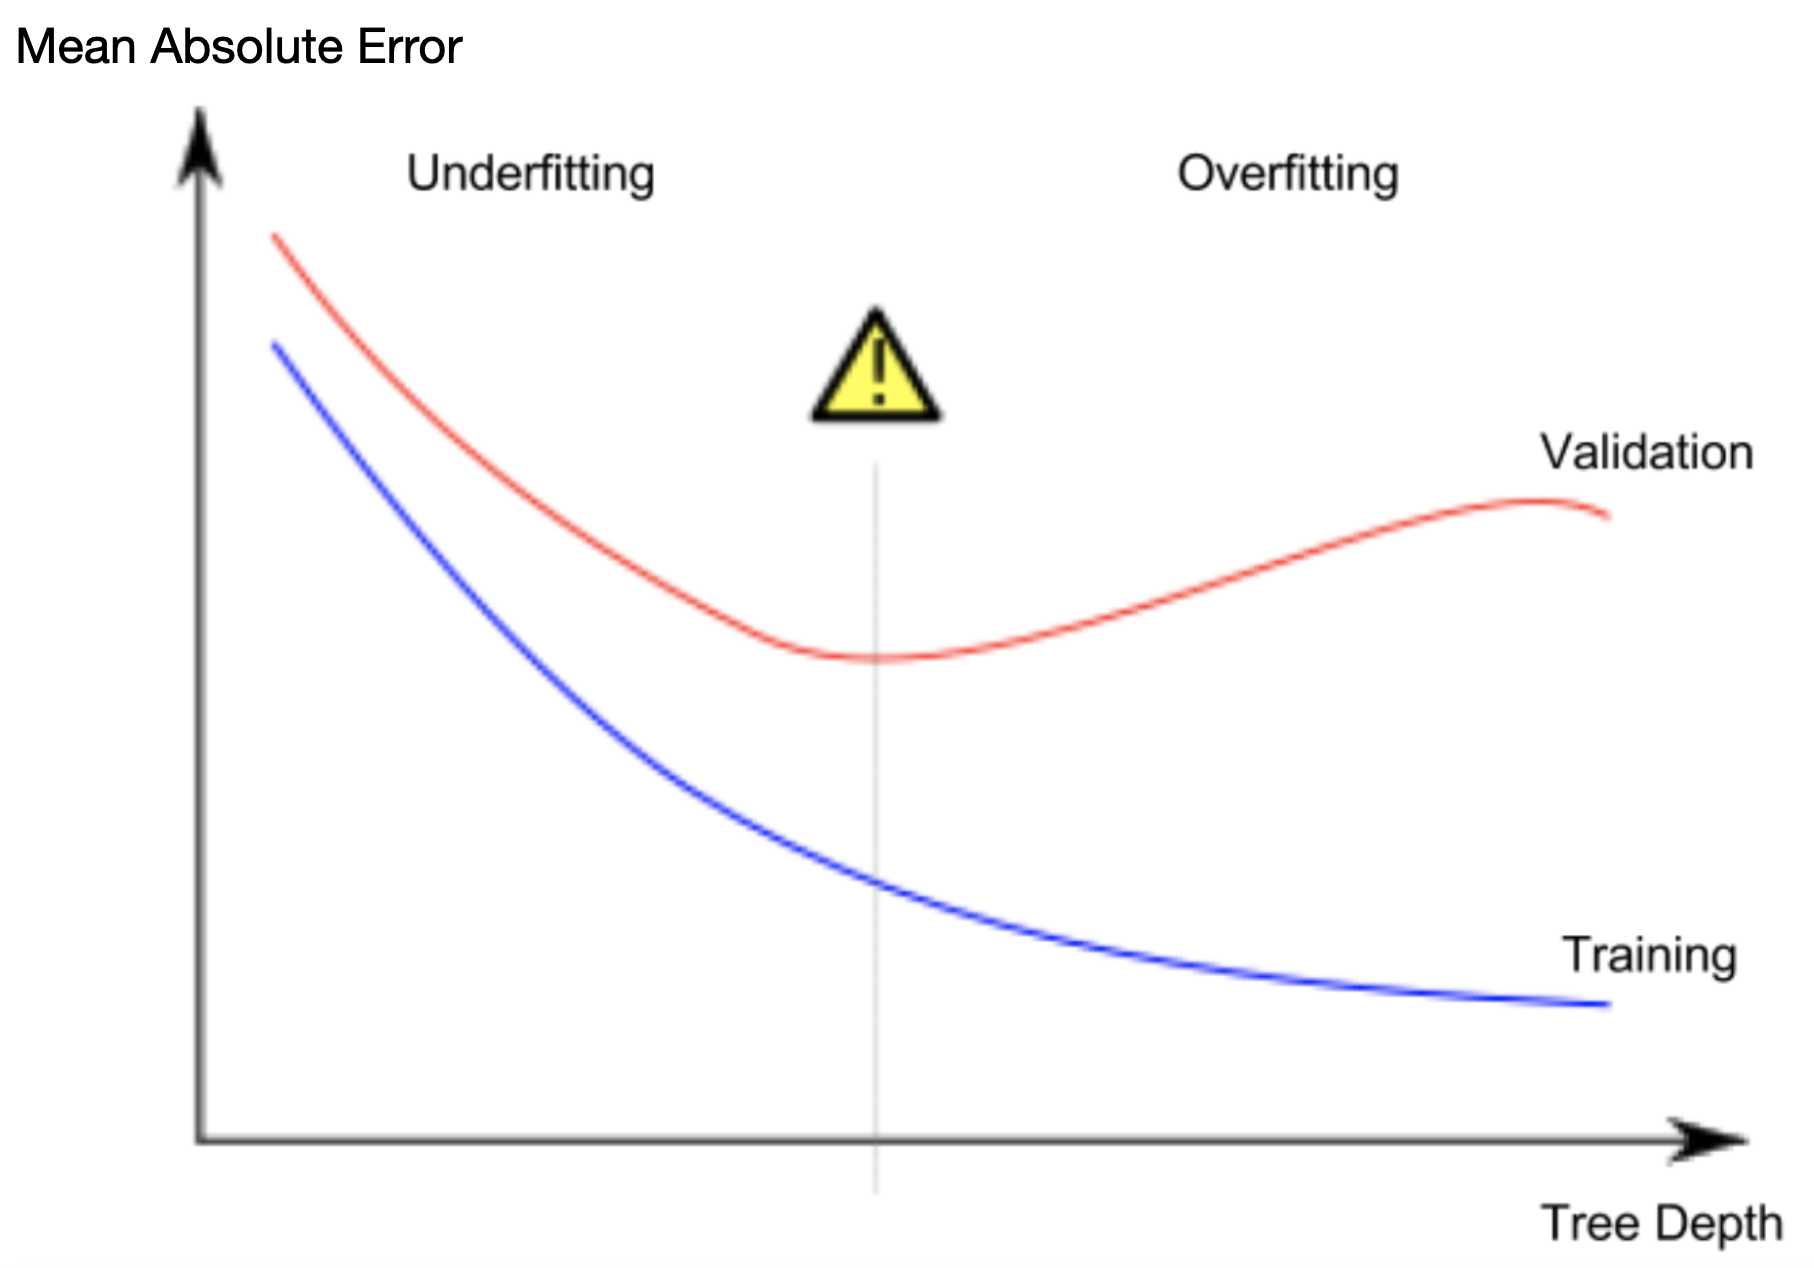 Mean Absolute Error
Underfitting
Overfitting
!
Validation
Training
Tree Depth